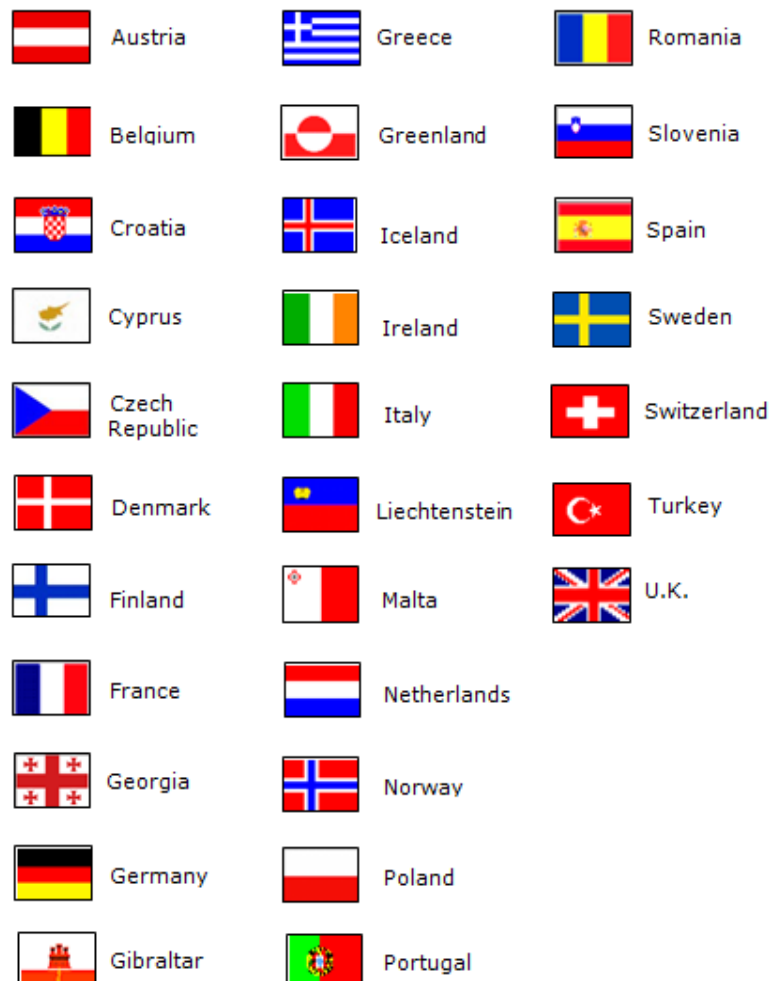 Austria
Belgium
Croatia
Cyprus
Czech
Republic
Denmark
Finland
France
Georgia
Germany
Gibraltar
Greece
Greenland
Iceland
Ireland
Italy
Liechtenstein
Malta
Netherlands
Norway
Poland
Portugal
Romania
Slovenia
Spain
Sweden
Switzerland
Turkey
U.K.